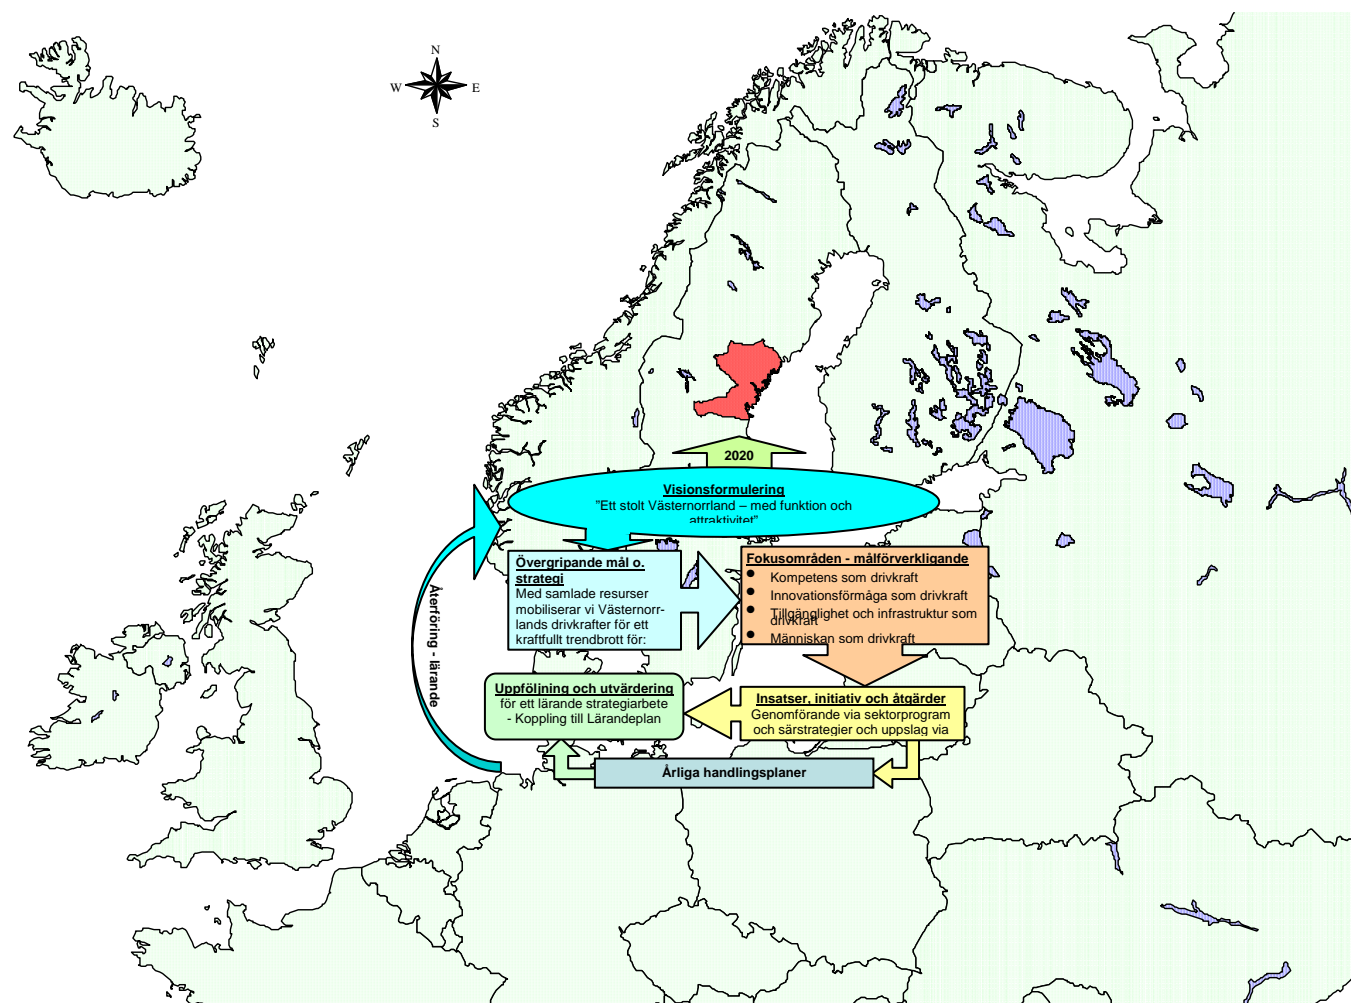 N
W E
S
2020
Visionsformulering
"Ett stolt Västernorrland – med funktion och
attraktivitet"
Övergripande mål o.
strategi
Med samlade resurser
mobiliserar vi Västernorr-
lands drivkrafter för ett
kraftfullt trendbrott för:
Fokusområden - målförverkligande
• Kompetens som drivkraft
• Innovationsförmåga som drivkraft
• Tillgänglighet och infrastruktur som
drivkraft
• Människan som drivkraft
Återföring - lärande
Uppföljning och utvärdering
för ett lärande strategiarbete
- Koppling till Lärandeplan
Insatser, initiativ och åtgärder
Genomförande via sektorprogram
och särstrategier och uppslag via
Årliga handlingsplaner